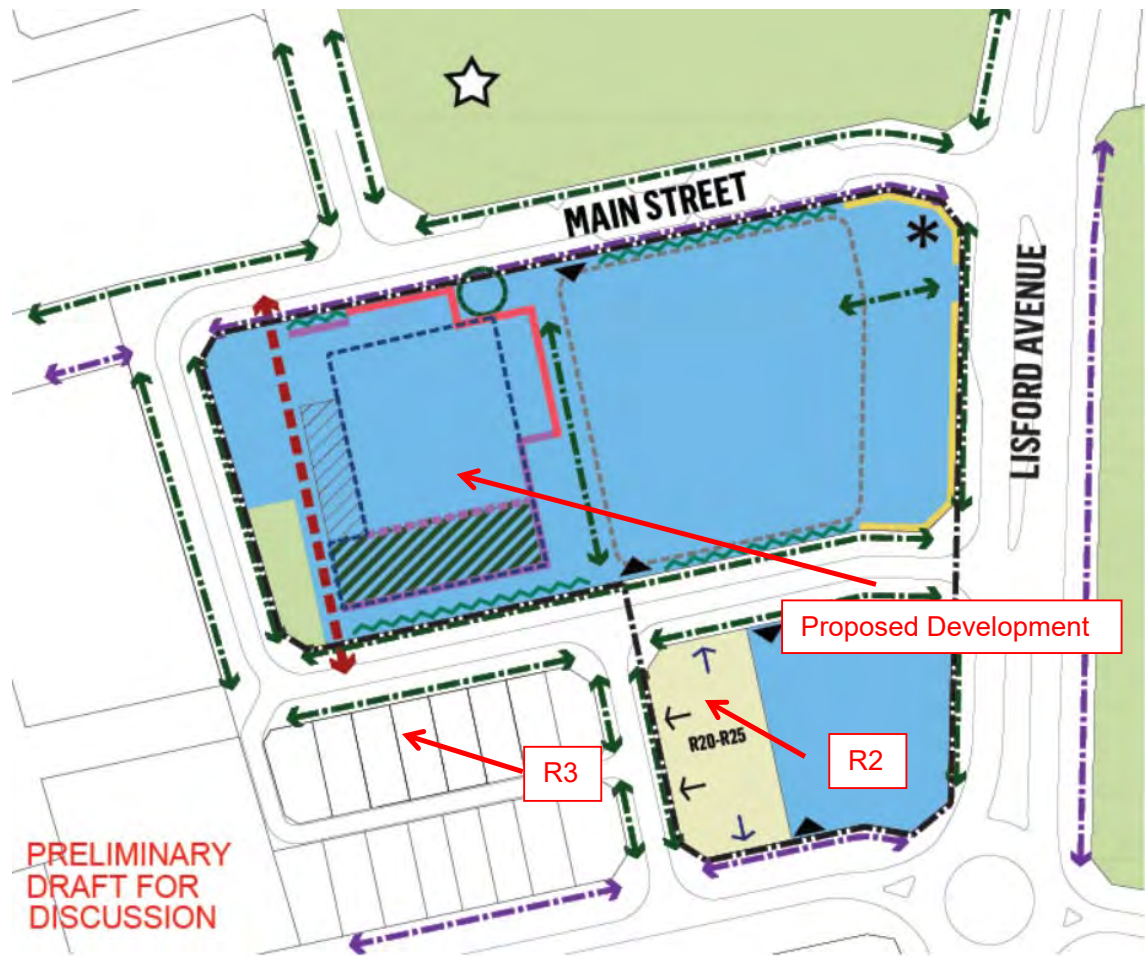 MAIN STREET
*
LISFORD AVENUE
Proposed Development
R20-R25
R2
R3
PRELIMINARY
DRAFT FOR
DISCUSSION